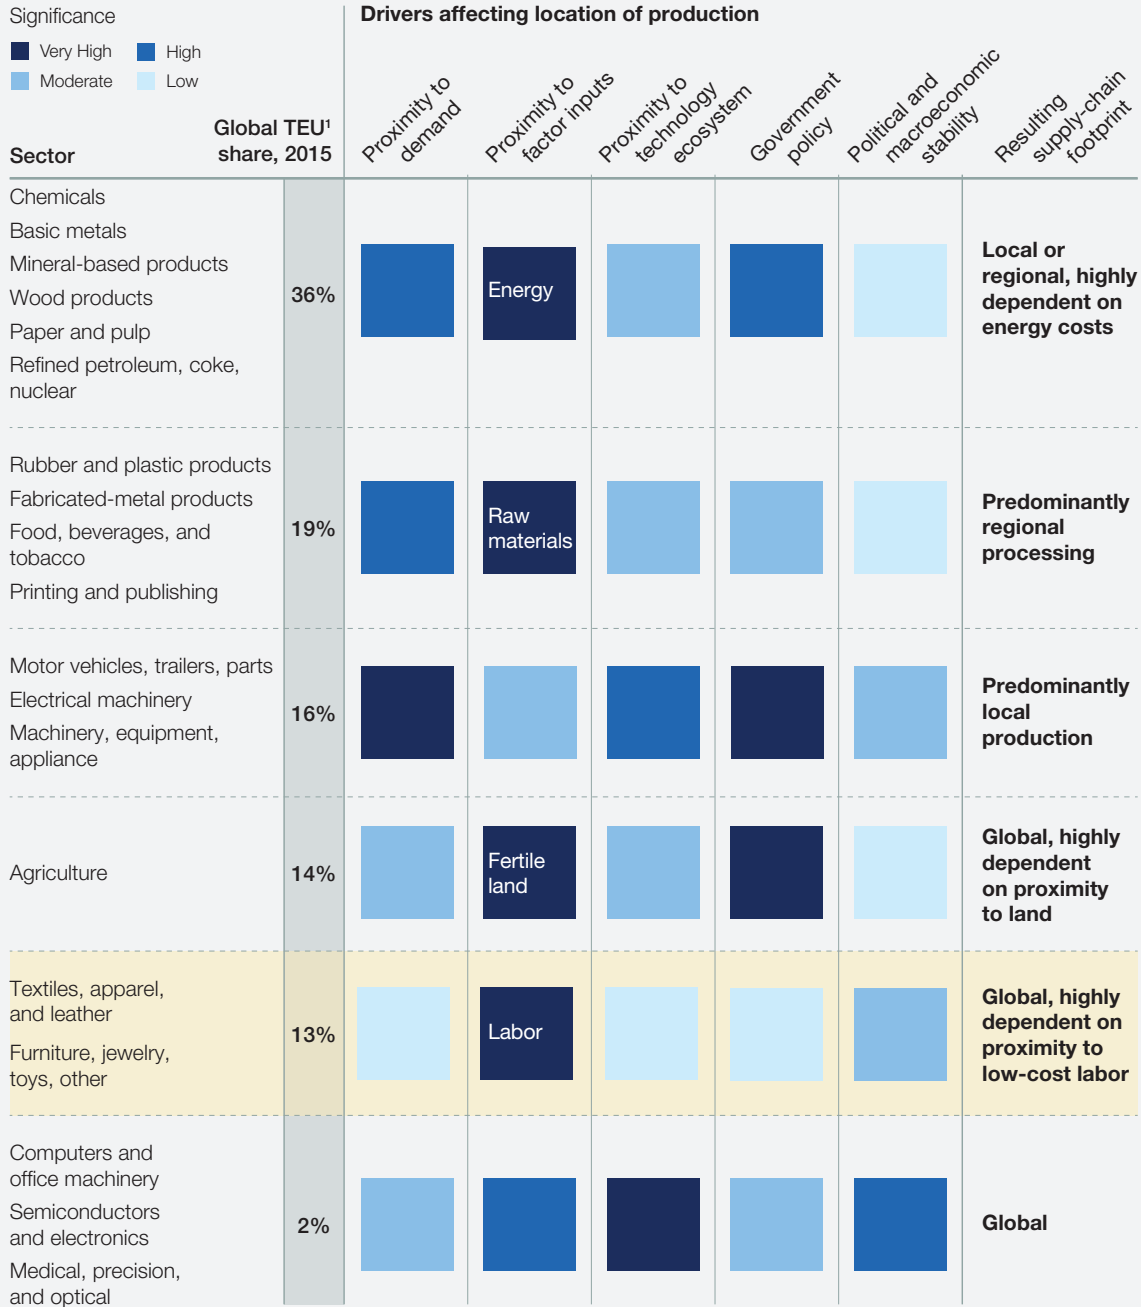 Significance
Very High
High
Moderate
Low
Drivers affecting location of production
Sector
Global TEU¹
share, 2015
Proximity to
demand
Proximity to
factor inputs
Proximity to
technology
ecosystem
Government
policy
Political and
macroeconomic
stability
Resulting
supply-chain
footprint
Chemicals
Basic metals
Mineral-based products
Wood products
Paper and pulp
Refined petroleum, coke,
nuclear
36%
Energy
Local or
regional, highly
dependent on
energy costs
Rubber and plastic products
Fabricated-metal products
Food, beverages, and
tobacco
Printing and publishing
19%
Raw
materials
Predominantly
regional
processing
Motor vehicles, trailers, parts
Electrical machinery
Machinery, equipment,
appliance
16%
Predominantly
local
production
Agriculture
14%
Fertile
land
Global, highly
dependent
on proximity
to land
Textiles, apparel,
and leather
Furniture, jewelry,
toys, other
13%
Labor
Global, highly
dependent on
proximity to
low-cost labor
Computers and
office machinery
Semiconductors
and electronics
Medical, precision,
and optical
2%
Global